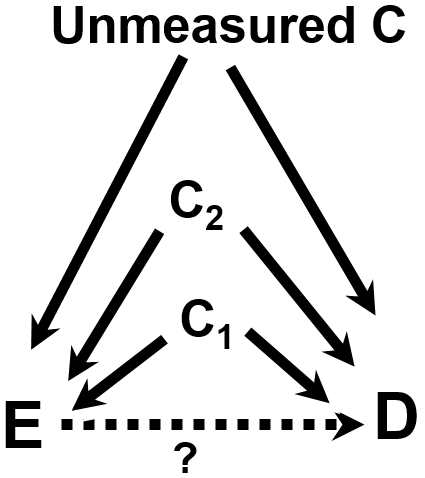 Unmeasured C
C₂
C₁
E D
?